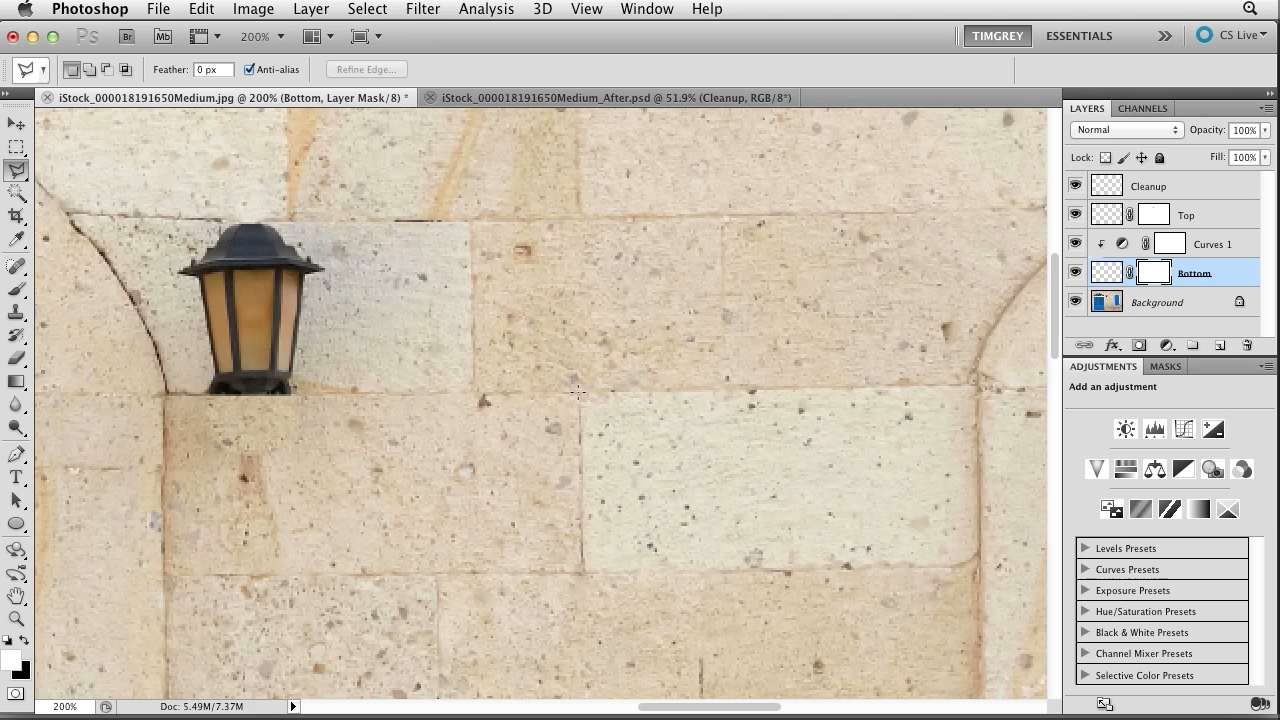 Photoshop File Edit Image Layer Select Filter Analysis 3D View Window Help
Ps Br Mb 200% TIMGREY ESSENTIALS CS Live
Feather: 0 px Anti-alias Refine Edge...
iStock_000018191650Medium.jpg @ 200% (Bottom, Layer Mask/8) * iStock_000018191650Medium_After.psd @ 51.9% (Cleanup, RGB/8*)
LAYERS CHANNELS
Normal Opacity: 100%
Lock: Fill: 100%
Cleanup
Top
Curves 1
Bottom
Background
fx
ADJUSTMENTS MASKS
Add an adjustment
Levels Presets
Curves Presets
Exposure Presets
Hue/Saturation Presets
Black & White Presets
Channel Mixer Presets
Selective Color Presets
200% Doc: 5.49M/7.37M